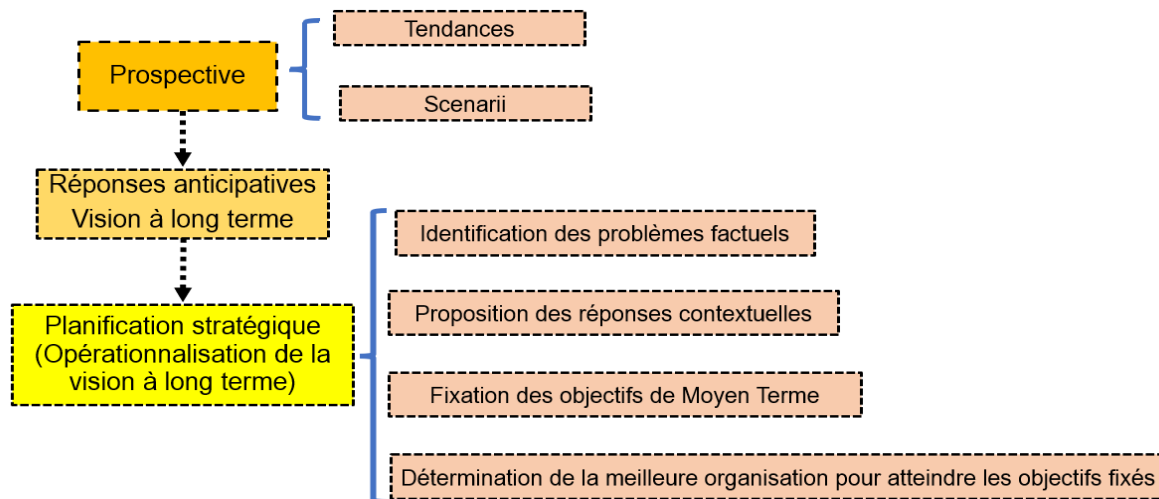 Tendances
Prospective
Scenarii
Réponses anticipatives
Vision à long terme
Identification des problèmes factuels
Proposition des réponses contextuelles
Planification stratégique
(Opérationnalisation de la
vision à long terme)
Fixation des objectifs de Moyen Terme
Détermination de la meilleure organisation pour atteindre les objectifs fixés